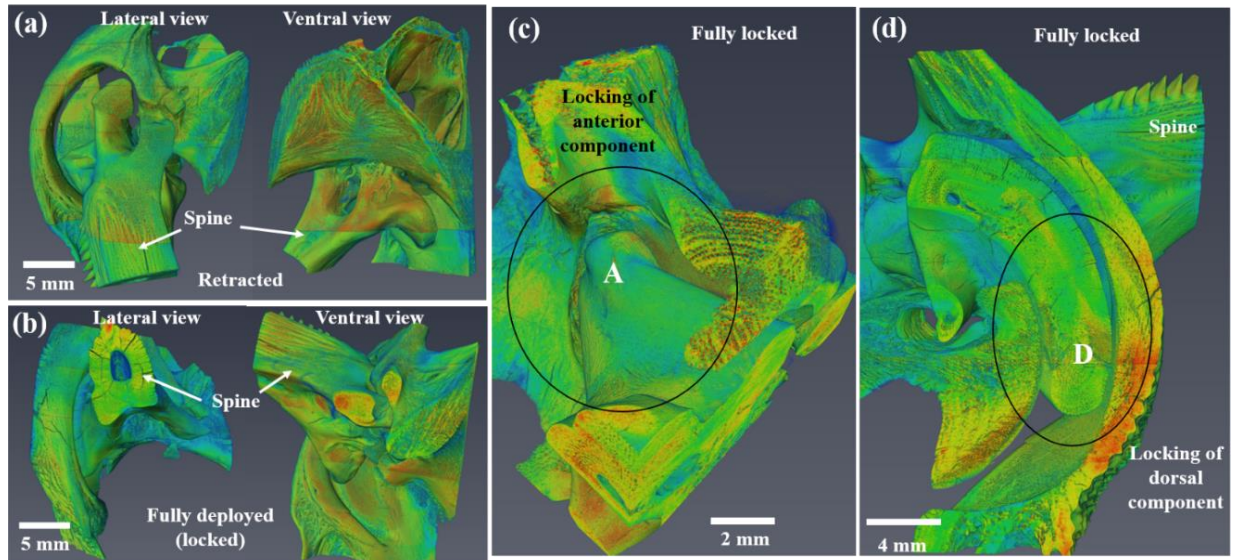 (a)
Lateral view
Ventral view
Spine
Retracted
5 mm
(b)
Lateral view
Ventral view
Spine
Fully deployed
(locked)
5 mm
(c)
Fully locked
Locking of
anterior
component
A
2 mm
(d)
Fully locked
Spine
D
Locking of
dorsal
component
4 mm